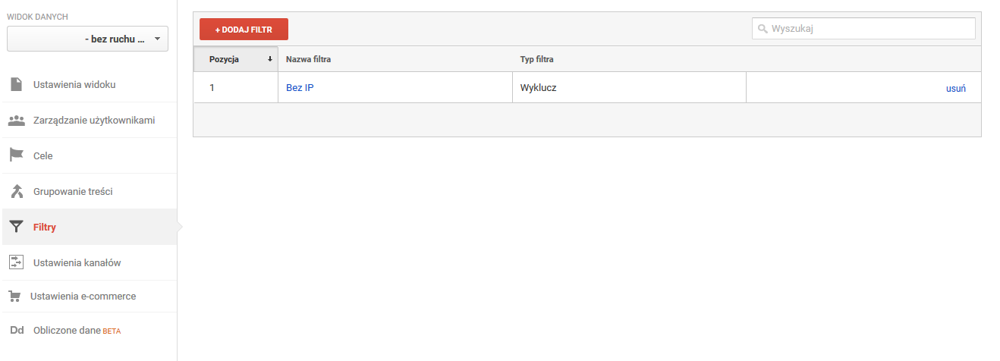 WIDOK DANYCH
- bez ruchu ...
Ustawienia widoku
Zarządzanie użytkownikami
Cele
Grupowanie treści
Filtry
Ustawienia kanałów
Ustawienia e-commerce
Dd Obliczone dane BETA
+ DODAJ FILTR
Wyszukaj
Pozycja Nazwa filtra Typ filtra
1 Bez IP Wyklucz usuń